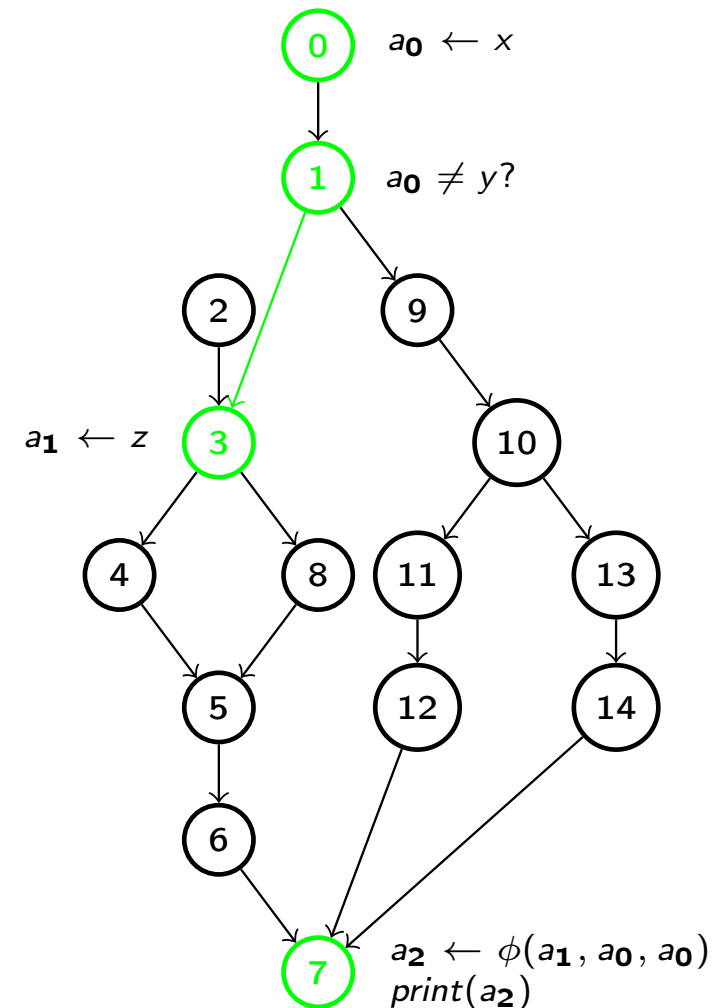 0 a₀ ← x
1 a₀ ≠ y?
2 9
a₁ ← z 3 10
4 8 11 13
5 12 14
6
7 a₂ ← ϕ(a₁, a₀, a₀)
print(a₂)